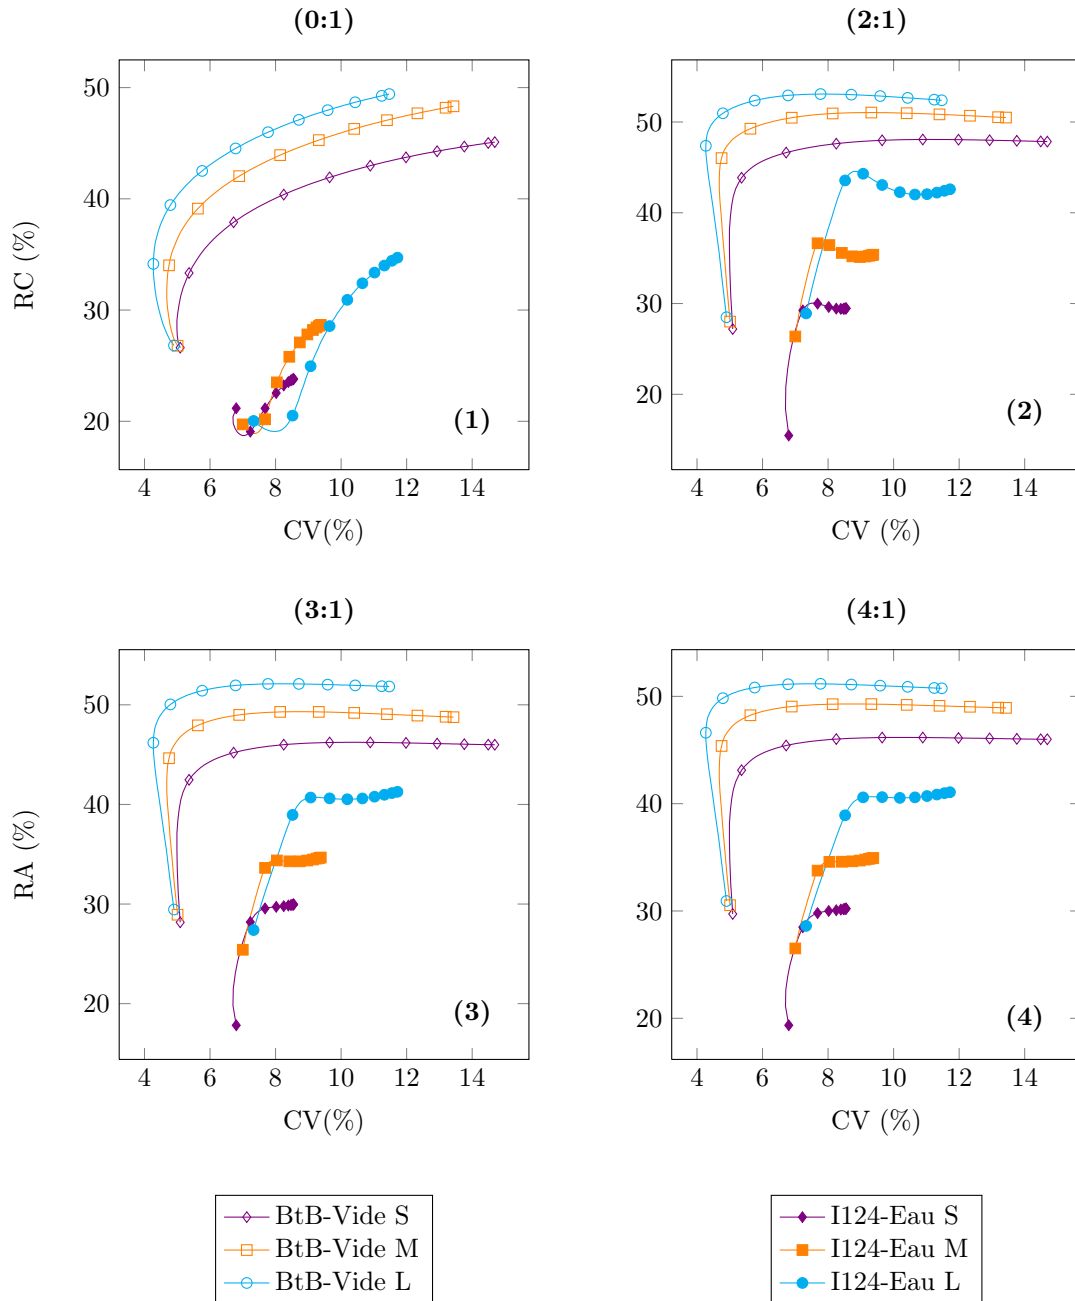 (0:1)
(2:1)
50
40
30
20
RC (%)
(1)
4 6 8 10 12 14
CV(%)
50
40
30
20
(2)
4 6 8 10 12 14
CV (%)
(3:1)
(4:1)
50
40
30
20
RA (%)
(3)
4 6 8 10 12 14
CV(%)
50
40
30
20
(4)
4 6 8 10 12 14
CV (%)
BtB-Vide S
BtB-Vide M
BtB-Vide L
I124-Eau S
I124-Eau M
I124-Eau L